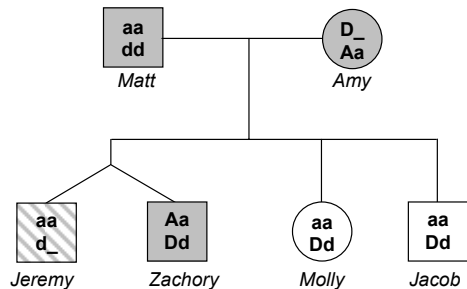 aa
dd
Matt
D_
Aa
Amy
aa
d_
Jeremy
Aa
Dd
Zachory
aa
Dd
Molly
aa
Dd
Jacob